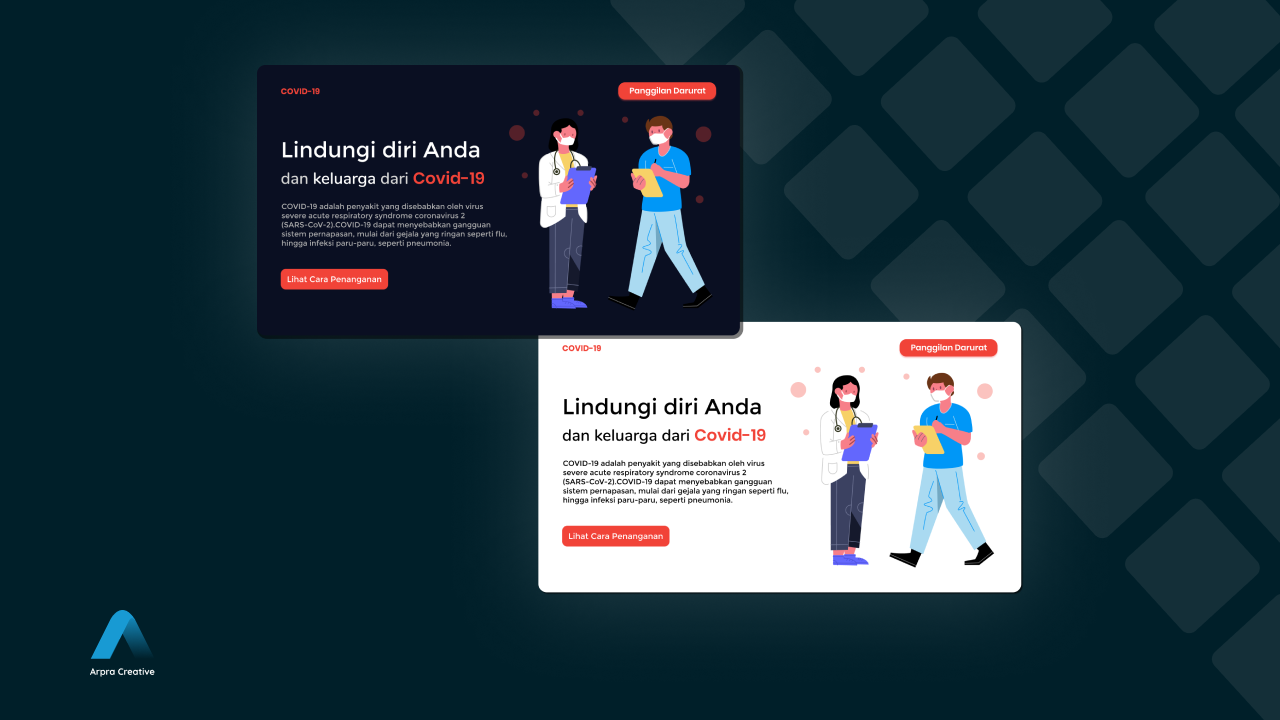 COVID-19
Panggilan Darurat
Lindungi diri Anda
dan keluarga dari Covid-19
COVID-19 adalah penyakit yang disebabkan oleh virus
severe acute respiratory syndrome coronavirus 2
(SARS-CoV-2).COVID-19 dapat menyebabkan gangguan
sistem pernapasan, mulai dari gejala yang ringan seperti flu,
hingga infeksi paru-paru, seperti pneumonia.
Lihat Cara Penanganan
COVID-19
Panggilan Darurat
Lindungi diri Anda
dan keluarga dari Covid-19
COVID-19 adalah penyakit yang disebabkan oleh virus
severe acute respiratory syndrome coronavirus 2
(SARS-CoV-2).COVID-19 dapat menyebabkan gangguan
sistem pernapasan, mulai dari gejala yang ringan seperti flu,
hingga infeksi paru-paru, seperti pneumonia.
Lihat Cara Penanganan
Arpra Creative